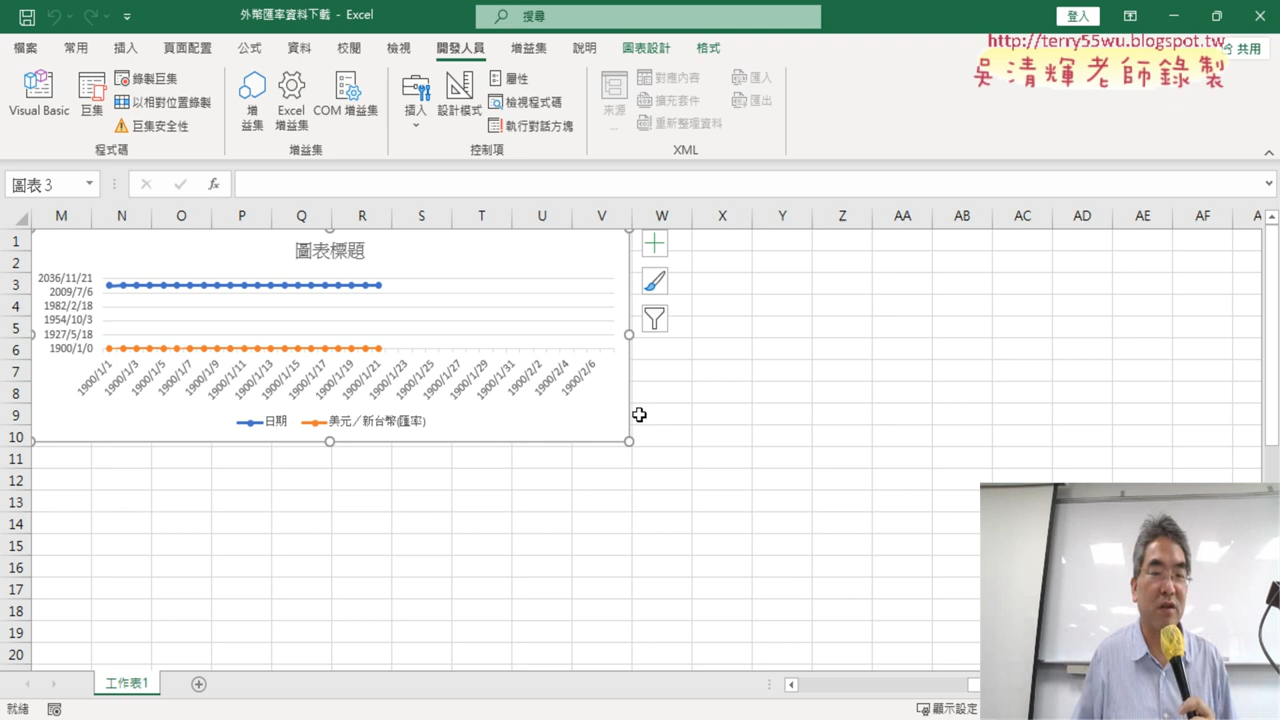 外幣匯率資料下載 - Excel
搜尋
登入
檔案 常用 插入 頁面配置 公式 資料 校閱 檢視 開發人員 增益集 說明 圖表設計 格式
共用
http://terry55wu.blogspot.tw
吳清輝老師錄製
Visual Basic
巨集
錄製巨集
以相對位置錄製
巨集安全性
程式碼
增益集
Excel 增益集
COM 增益集
增益集
插入
設計模式
屬性
檢視程式碼
執行對話方塊
控制項
來源
...
對應內容
擴充套件
重新整理資料
匯入
匯出
XML
圖表 3
fx
M N O P Q R S T U V W X Y Z AA AB AC AD AE AF A
1
2
3
4
5
6
7
8
9
10
11
12
13
14
15
16
17
18
19
20
圖表標題
2036/11/21
2009/7/6
1982/2/18
1954/10/3
1927/5/18
1900/1/0
1900/1/1 1900/1/3 1900/1/5 1900/1/7 1900/1/9 1900/1/11 1900/1/13 1900/1/15 1900/1/17 1900/1/19 1900/1/21 1900/1/23 1900/1/25 1900/1/27 1900/1/29 1900/1/31 1900/2/2 1900/2/4 1900/2/6
日期 美元／新台幣(匯率)
工作表1
就緒
顯示設定